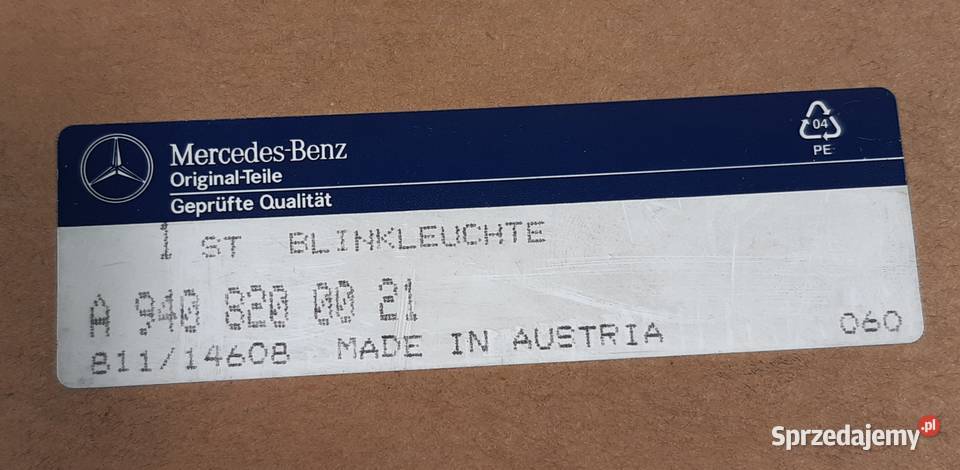 Mercedes-Benz
Original-Teile
Geprüfte Qualität
04
PE
1 ST BLINKLEUCHTE
A 940 820 00 21
811/14608 MADE IN AUSTRIA 060
Sprzedajemy.pl